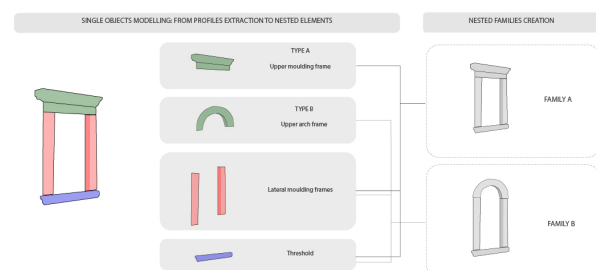 SINGLE OBJECTS MODELLING: FROM PROFILES EXTRACTION TO NESTED ELEMENTS
NESTED FAMILIES CREATION
TYPE A
Upper moulding frame
TYPE B
Upper arch frame
Lateral moulding frames
Threshold
FAMILY A
FAMILY B